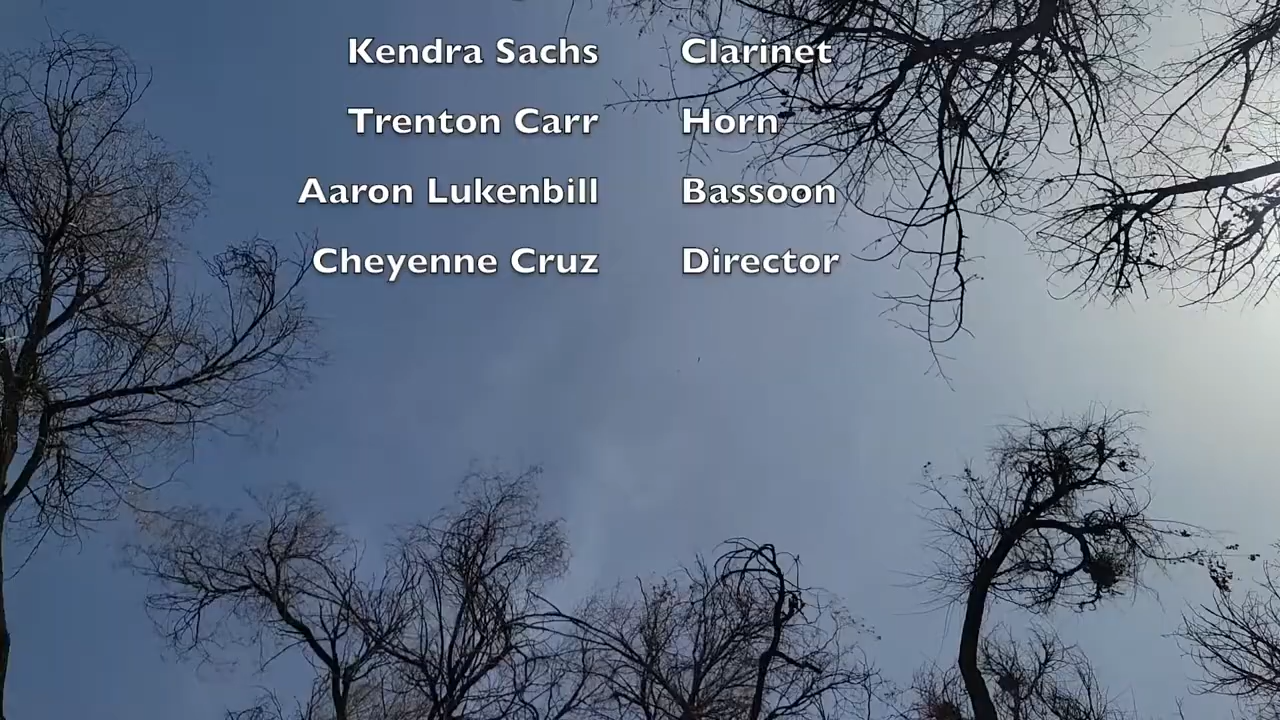 Kendra Sachs Clarinet
Trenton Carr Horn
Aaron Lukenbill Bassoon
Cheyenne Cruz Director